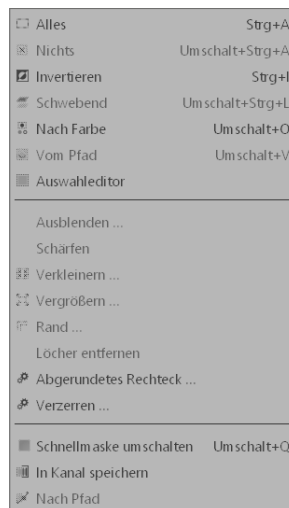 Alles Strg+A
Nichts Umschalt+Strg+A
Invertieren Strg+I
Schwebend Umschalt+Strg+L
Nach Farbe Umschalt+O
Vom Pfad Umschalt+V
Auswahleditor
Ausblenden ...
Schärfen
Verkleinern ...
Vergrößern ...
Rand ...
Löcher entfernen
Abgerundetes Rechteck ...
Verzerren ...
Schnellmaske umschalten Umschalt+Q
In Kanal speichern
Nach Pfad